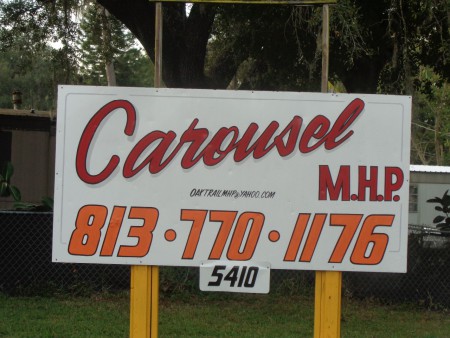 Carousel
M.H.P.
OAKTRAILMHP@YAHOO.COM
813·770·1176
5410